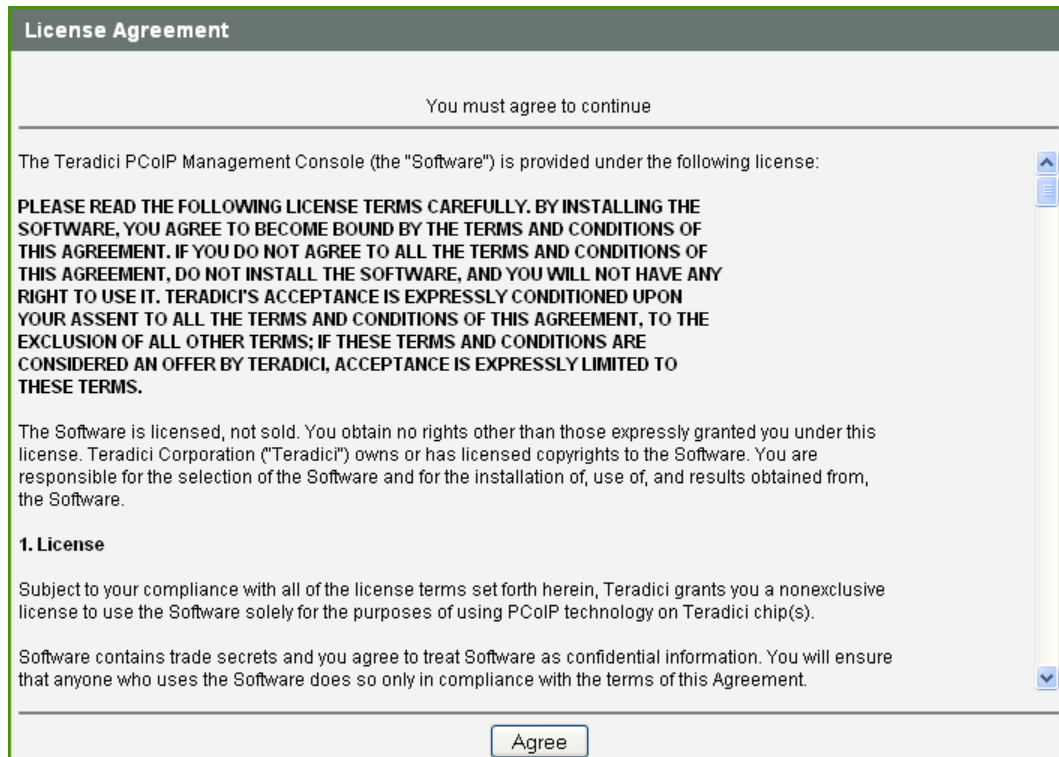 License Agreement
You must agree to continue
The Teradici PCoIP Management Console (the "Software") is provided under the following license:
PLEASE READ THE FOLLOWING LICENSE TERMS CAREFULLY. BY INSTALLING THE
SOFTWARE, YOU AGREE TO BECOME BOUND BY THE TERMS AND CONDITIONS OF
THIS AGREEMENT. IF YOU DO NOT AGREE TO ALL THE TERMS AND CONDITIONS OF
THIS AGREEMENT, DO NOT INSTALL THE SOFTWARE, AND YOU WILL NOT HAVE ANY
RIGHT TO USE IT. TERADICI'S ACCEPTANCE IS EXPRESSLY CONDITIONED UPON
YOUR ASSENT TO ALL THE TERMS AND CONDITIONS OF THIS AGREEMENT, TO THE
EXCLUSION OF ALL OTHER TERMS; IF THESE TERMS AND CONDITIONS ARE
CONSIDERED AN OFFER BY TERADICI, ACCEPTANCE IS EXPRESSLY LIMITED TO
THESE TERMS.
The Software is licensed, not sold. You obtain no rights other than those expressly granted you under this
license. Teradici Corporation ("Teradici") owns or has licensed copyrights to the Software. You are
responsible for the selection of the Software and for the installation of, use of, and results obtained from,
the Software.
1. License
Subject to your compliance with all of the license terms set forth herein, Teradici grants you a nonexclusive
license to use the Software solely for the purposes of using PCoIP technology on Teradici chip(s).
Software contains trade secrets and you agree to treat Software as confidential information. You will ensure
that anyone who uses the Software does so only in compliance with the terms of this Agreement.
Agree